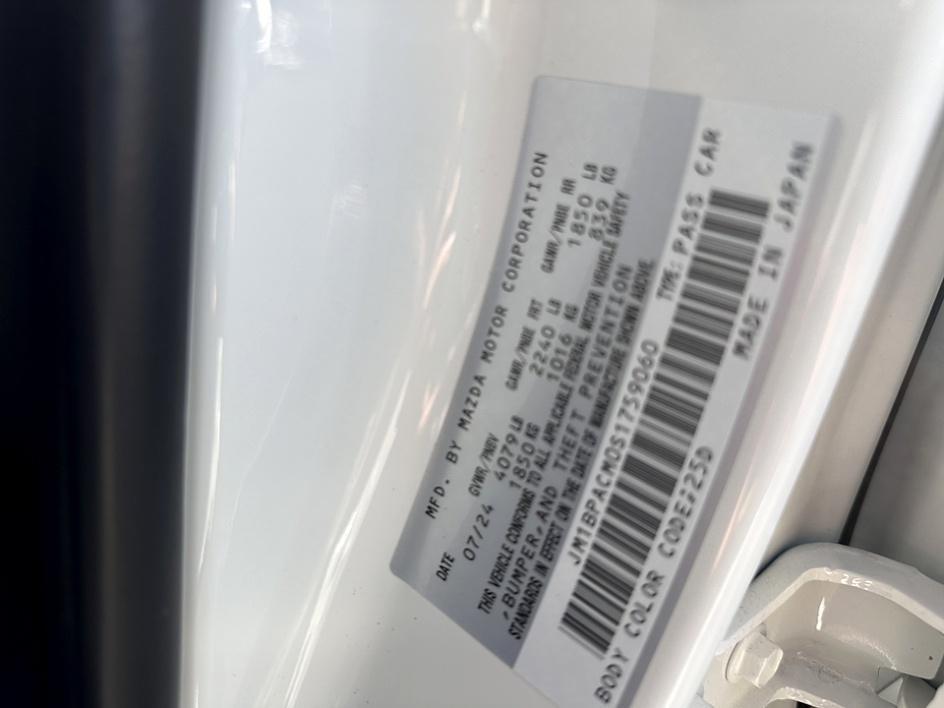 MFD. BY MAZDA MOTOR CORPORATION
DATE GVWR/PNBV GAWR/PNBE FRT GAWR/PNBE RR
07/24 4079LB 2240 LB 1850 LB
1850KG 1016 KG 839 KG
THIS VEHICLE CONFORMS TO ALL APPLICABLE FEDERAL MOTOR VEHICLE SAFETY
, BUMPER, AND THEFT PREVENTION
STANDARDS IN EFFECT ON THE DATE OF MANUFACTURE SHOWN ABOVE.
JM1BPACM0S1759060 TYPE: PASS CAR
BODY COLOR CODE:25D MADE IN JAPAN